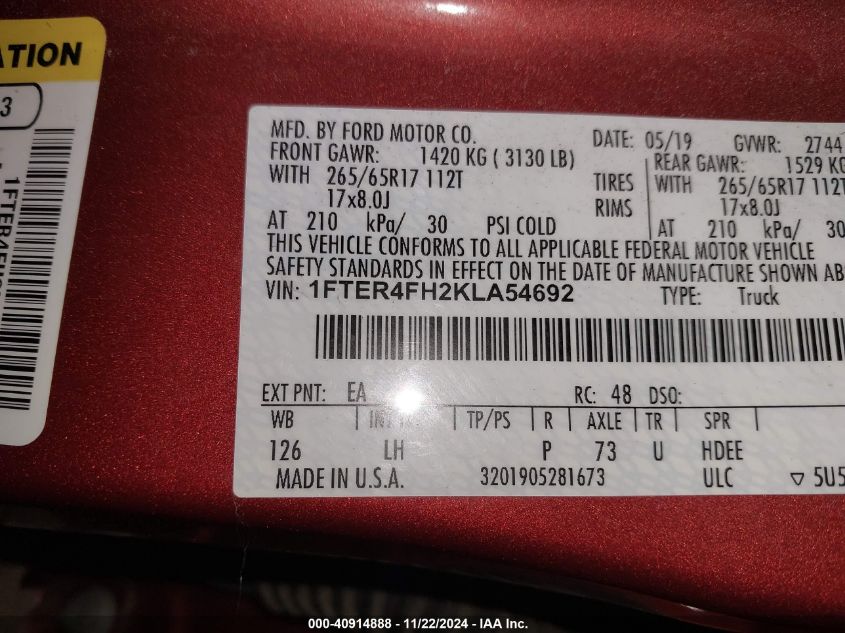 ATION
3
MFD. BY FORD MOTOR CO.
DATE: 05/19 GVWR: 2744
FRONT GAWR: 1420 KG ( 3130 LB)
REAR GAWR: 1529 KG
WITH 265/65R17 112T TIRES
WITH 265/65R17 112T
17x8.0J RIMS
17x8.0J
AT 210 kPa/ 30 PSI COLD
AT 210 kPa/ 30
THIS VEHICLE CONFORMS TO ALL APPLICABLE FEDERAL MOTOR VEHICLE
SAFETY STANDARDS IN EFFECT ON THE DATE OF MANUFACTURE SHOWN AB
VIN: 1FTER4FH2KLA54692 TYPE: Truck
EXT PNT: EA RC: 48 DSO:
WB TP/PS R AXLE TR SPR
126 LH P 73 U HDEE
MADE IN U.S.A. 3201905281673 ULC ▽ 5U5
000-40914888 - 11/22/2024 - IAA Inc.